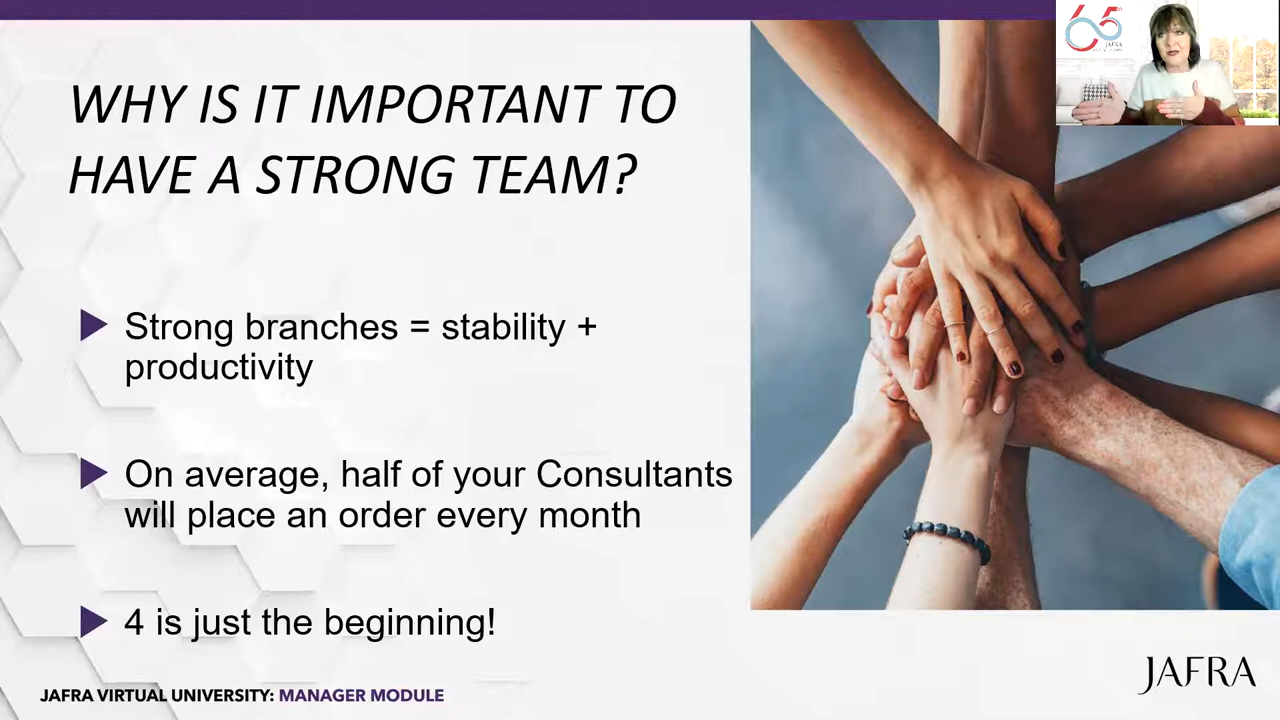 65
JAFRA
WHY IS IT IMPORTANT TO
HAVE A STRONG TEAM?
Strong branches = stability +
productivity
On average, half of your Consultants
will place an order every month
4 is just the beginning!
JAFRA VIRTUAL UNIVERSITY: MANAGER MODULE
JAFRA